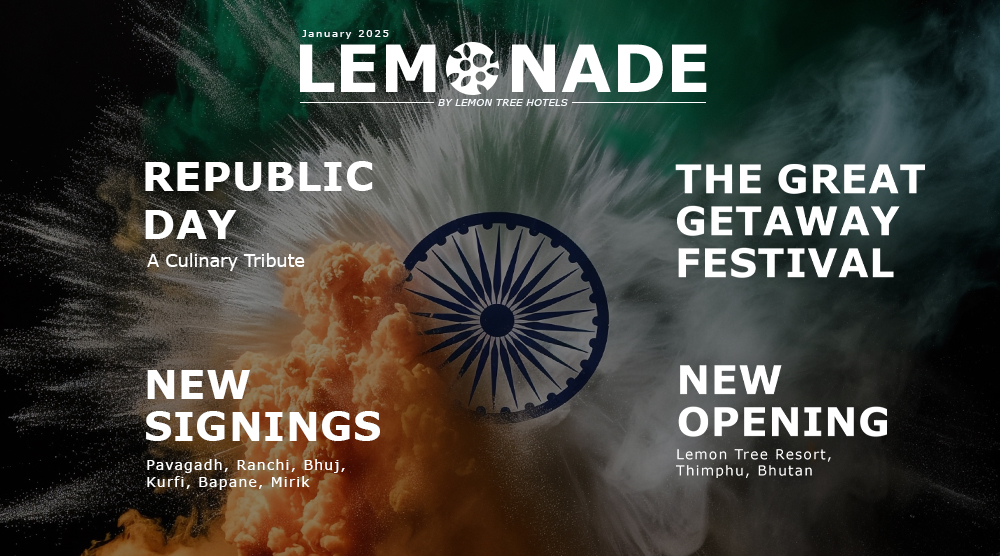 January 2025
LEMONADE
BY LEMON TREE HOTELS
REPUBLIC
DAY
A Culinary Tribute
THE GREAT
GETAWAY
FESTIVAL
NEW
SIGNINGS
Pavagadh, Ranchi, Bhuj,
Kurfi, Bapane, Mirik
NEW
OPENING
Lemon Tree Resort,
Thimphu, Bhutan